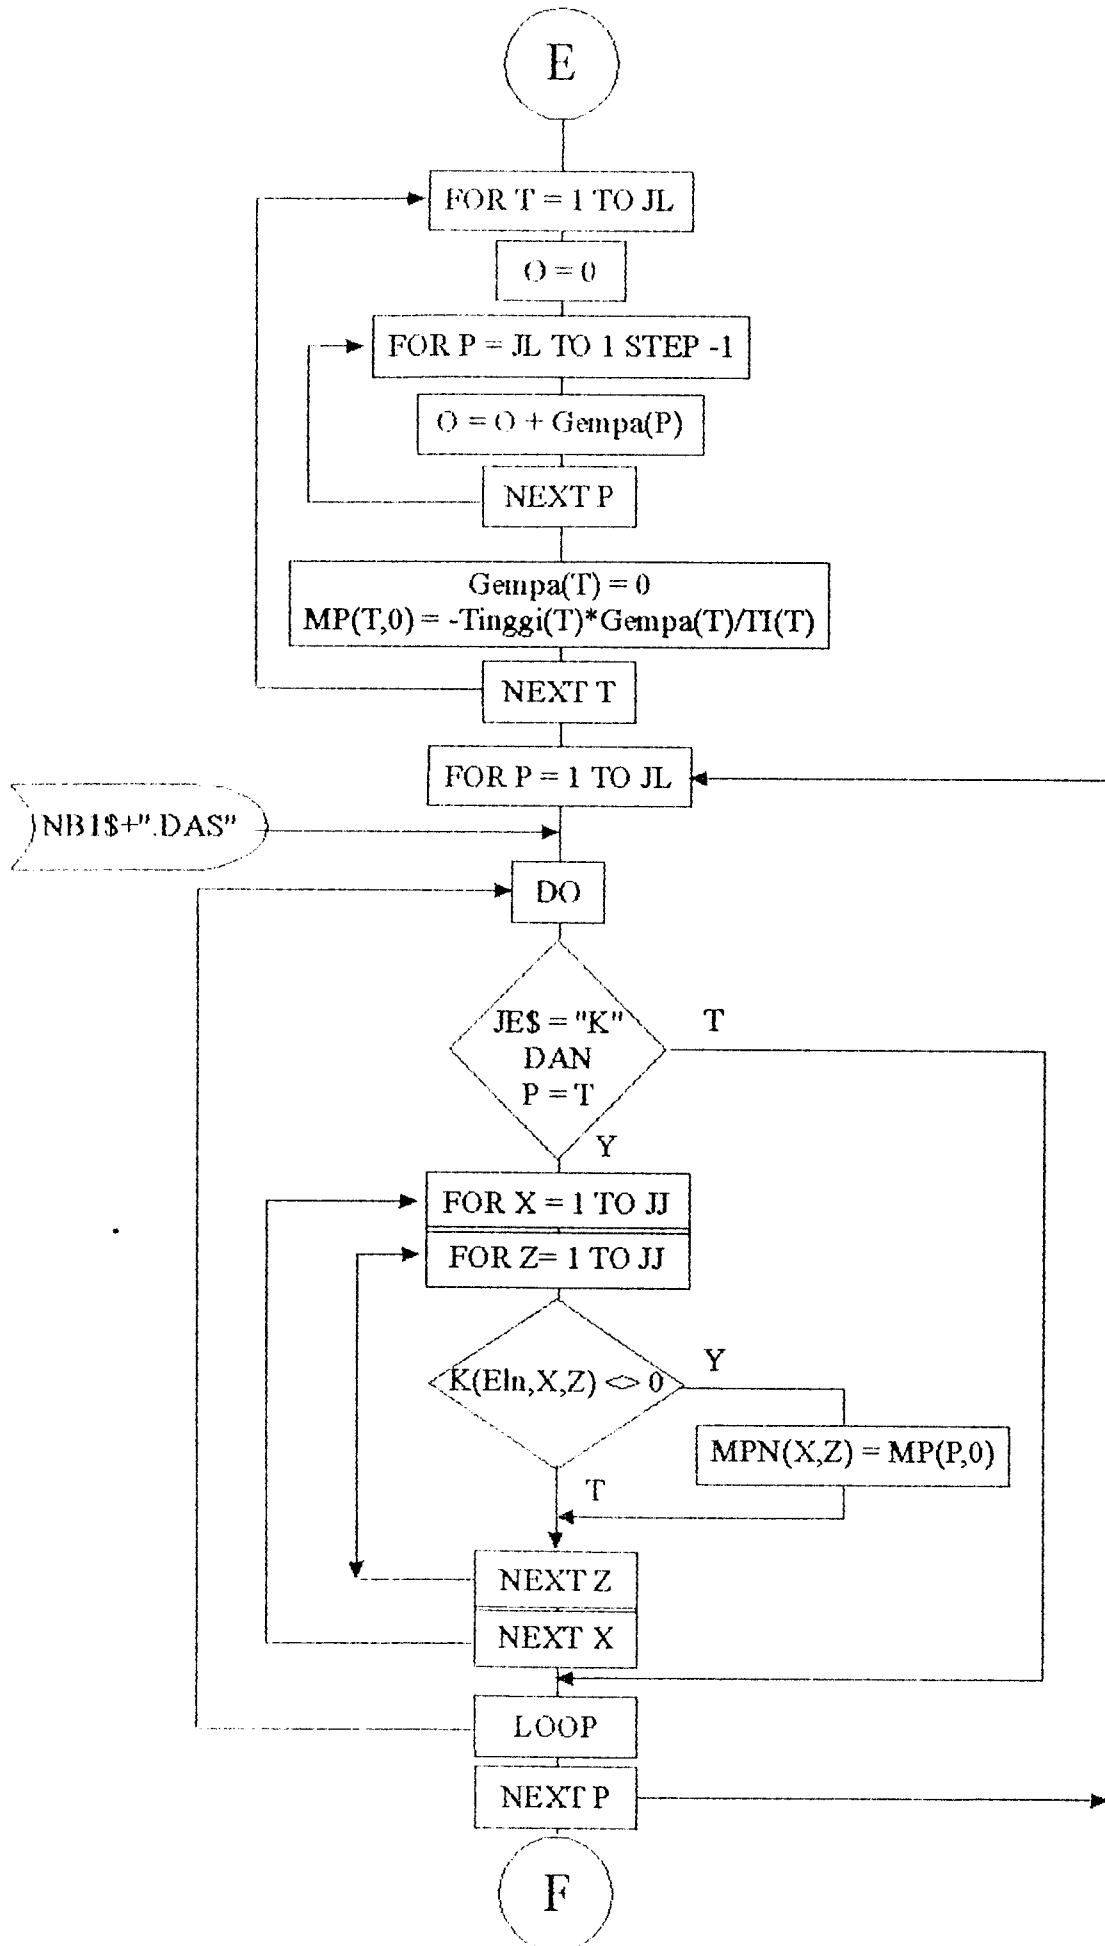 E
FOR T = 1 TO JL
O = 0
FOR P = JL TO 1 STEP -1
O = O + Gempa(P)
NEXT P
Gempa(T) = 0
MP(T,0) = -Tinggi(T)*Gempa(T)/TI(T)
NEXT T
FOR P = 1 TO JL
NB1$+".DAS"
DO
JE$ = "K"
DAN
P = T
T
Y
FOR X = 1 TO JJ
FOR Z= 1 TO JJ
K(Eln,X,Z) <> 0
Y
MPN(X,Z) = MP(P,0)
T
NEXT Z
NEXT X
LOOP
NEXT P
F